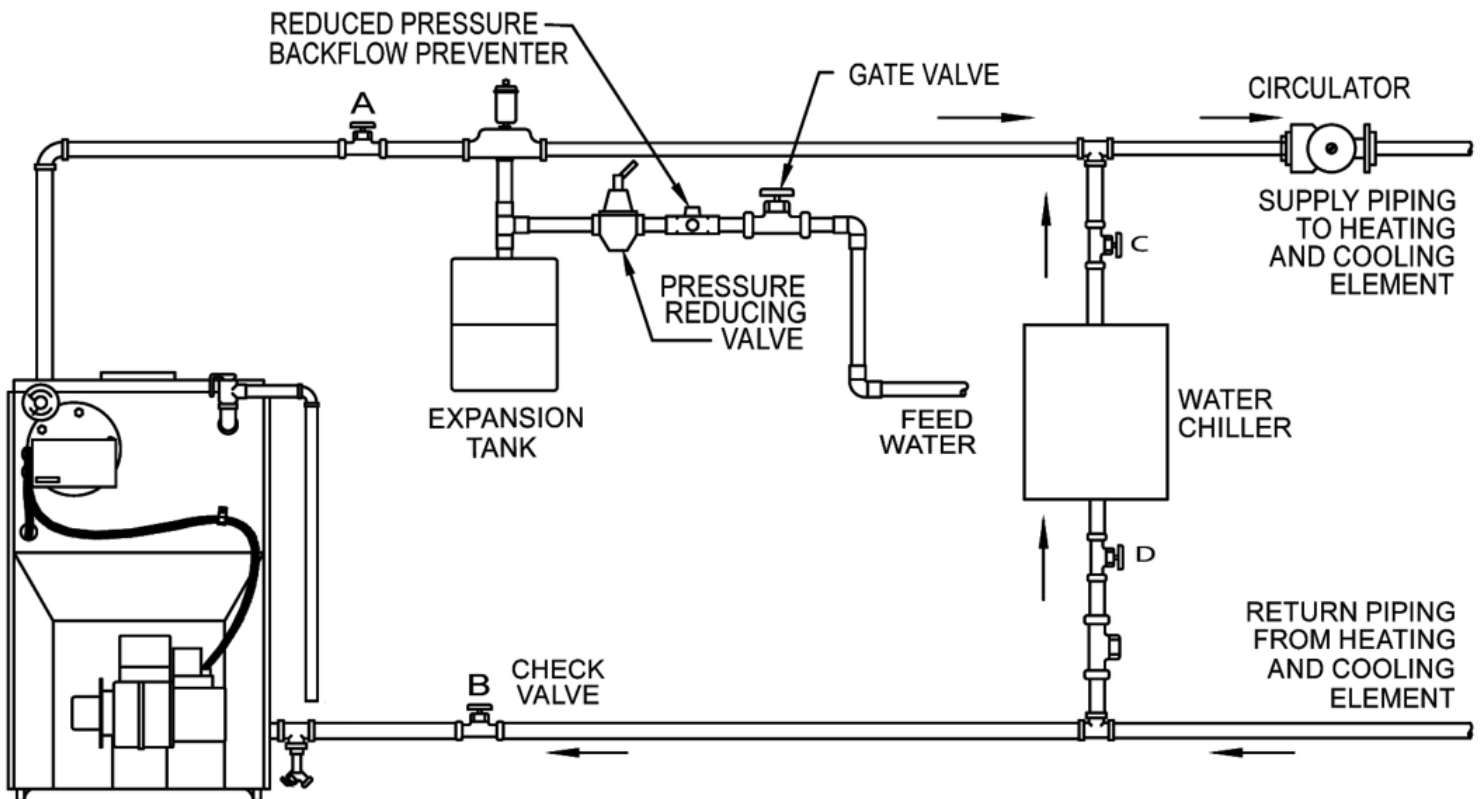 REDUCED PRESSURE
BACKFLOW PREVENTER
GATE VALVE
CIRCULATOR
A
SUPPLY PIPING
TO HEATING
AND COOLING
ELEMENT
C
PRESSURE
REDUCING
VALVE
EXPANSION
TANK
FEED
WATER
WATER
CHILLER
D
RETURN PIPING
FROM HEATING
AND COOLING
ELEMENT
B
CHECK
VALVE